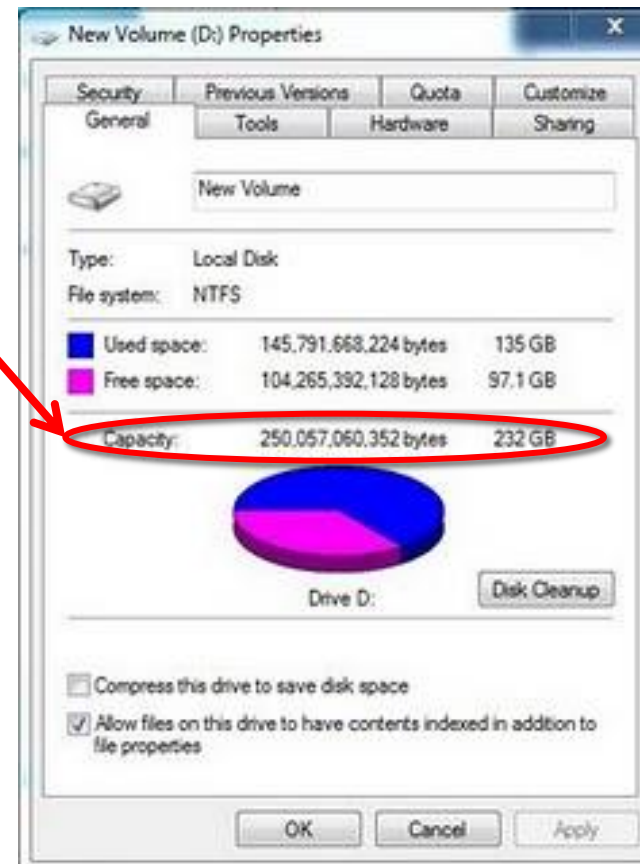 New Volume (D:) Properties
x
Security Previous Versions Quota Customize
General Tools Hardware Sharing
New Volume
Type: Local Disk
File system: NTFS
Used space: 145,791,668,224 bytes 135 GB
Free space: 104,265,392,128 bytes 97.1 GB
Capacity: 250,057,060,352 bytes 232 GB
Drive D: Disk Cleanup
Compress this drive to save disk space
Allow files on this drive to have contents indexed in addition to
file properties
OK Cancel Apply